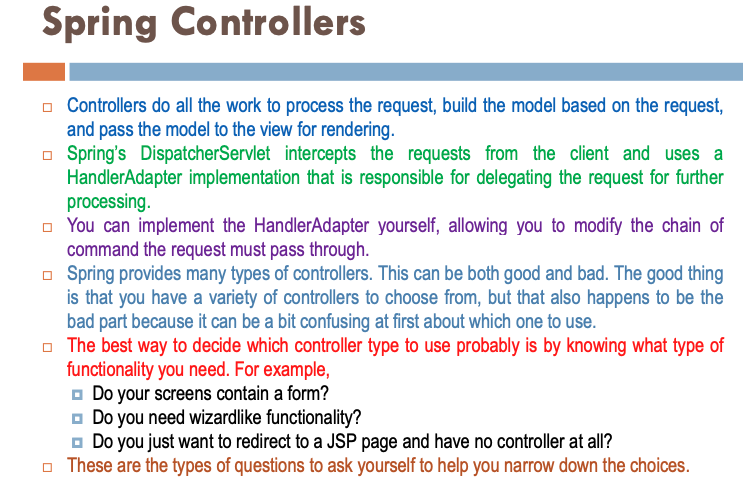 Spring Controllers
Controllers do all the work to process the request, build the model based on the request,
and pass the model to the view for rendering.
Spring's DispatcherServlet intercepts the requests from the client and uses a
HandlerAdapter implementation that is responsible for delegating the request for further
processing.
You can implement the HandlerAdapter yourself, allowing you to modify the chain of
command the request must pass through.
Spring provides many types of controllers. This can be both good and bad. The good thing
is that you have a variety of controllers to choose from, but that also happens to be the
bad part because it can be a bit confusing at first about which one to use.
The best way to decide which controller type to use probably is by knowing what type of
functionality you need. For example,
Do your screens contain a form?
Do you need wizardlike functionality?
Do you just want to redirect to a JSP page and have no controller at all?
These are the types of questions to ask yourself to help you narrow down the choices.